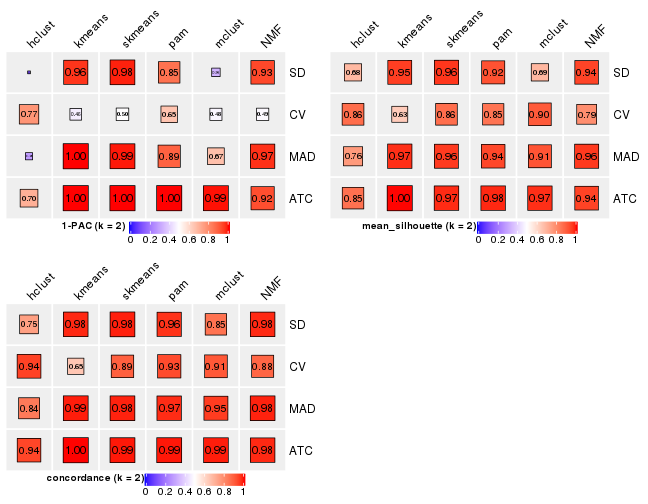 hclust kmeans skmeans pam mclust NMF
0.96 0.98 0.85 0.93 SD
0.77 0.50 0.65 0.48 0.49 CV
1.00 0.99 0.89 0.67 0.97 MAD
0.70 1.00 1.00 1.00 0.99 0.92 ATC
1-PAC (k = 2)
0 0.2 0.4 0.6 0.8 1
hclust kmeans skmeans pam mclust NMF
0.68 0.95 0.96 0.92 0.69 0.94 SD
0.86 0.63 0.86 0.85 0.90 0.79 CV
0.76 0.97 0.96 0.94 0.91 0.96 MAD
0.85 1.00 0.97 0.98 0.97 0.94 ATC
mean_silhouette (k = 2)
0 0.2 0.4 0.6 0.8 1
hclust kmeans skmeans pam mclust NMF
0.75 0.98 0.98 0.96 0.85 0.98 SD
0.94 0.65 0.89 0.93 0.91 0.88 CV
0.84 0.99 0.98 0.97 0.95 0.98 MAD
0.94 1.00 0.99 0.99 0.99 0.98 ATC
concordance (k = 2)
0 0.2 0.4 0.6 0.8 1